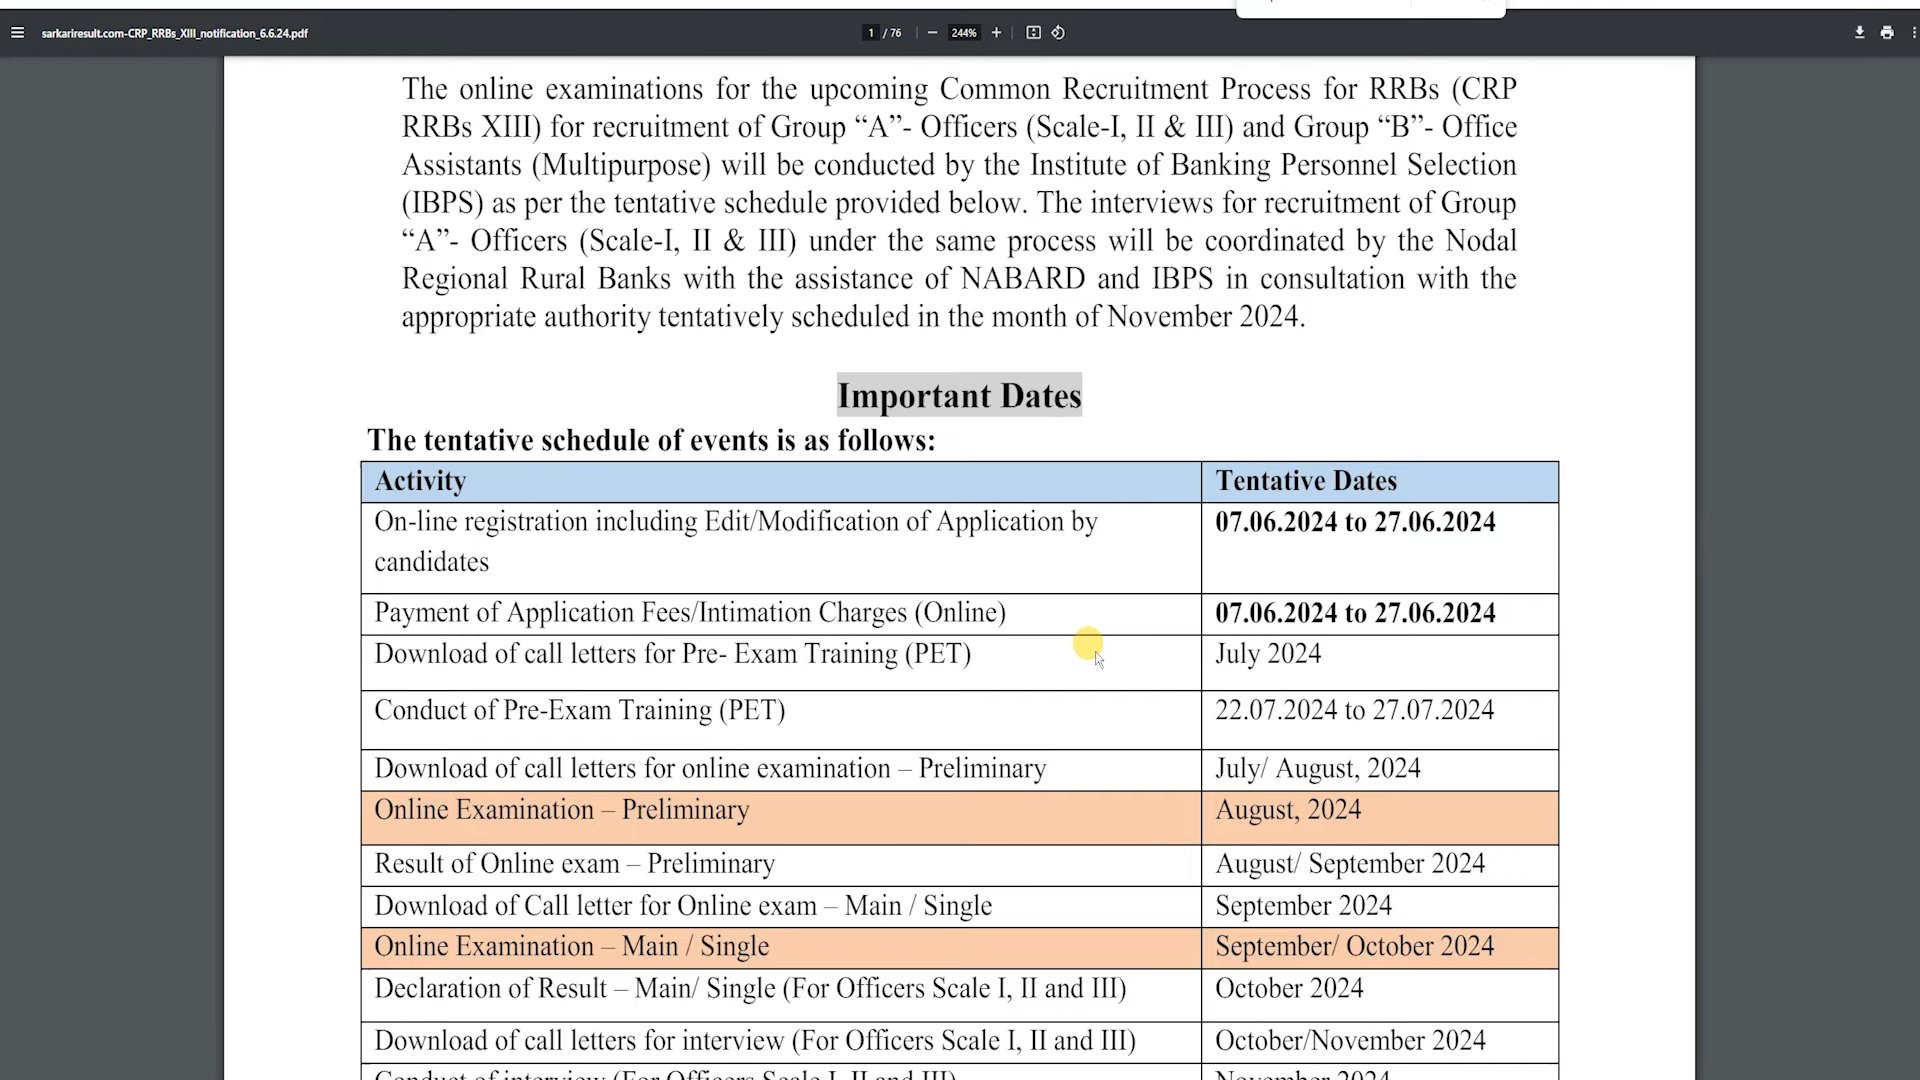 sarkariresult.com-CRP_RRBs_XIII_notification_6.6.24.pdf
1 / 76
244%
The online examinations for the upcoming Common Recruitment Process for RRBs (CRP
RRBs XIII) for recruitment of Group “A”- Officers (Scale-I, II & III) and Group “B”- Office
Assistants (Multipurpose) will be conducted by the Institute of Banking Personnel Selection
(IBPS) as per the tentative schedule provided below. The interviews for recruitment of Group
“A”- Officers (Scale-I, II & III) under the same process will be coordinated by the Nodal
Regional Rural Banks with the assistance of NABARD and IBPS in consultation with the
appropriate authority tentatively scheduled in the month of November 2024.
Important Dates
The tentative schedule of events is as follows:
Activity Tentative Dates
On-line registration including Edit/Modification of Application by 07.06.2024 to 27.06.2024
candidates
Payment of Application Fees/Intimation Charges (Online) 07.06.2024 to 27.06.2024
Download of call letters for Pre- Exam Training (PET) July 2024
Conduct of Pre-Exam Training (PET) 22.07.2024 to 27.07.2024
Download of call letters for online examination – Preliminary July/ August, 2024
Online Examination – Preliminary August, 2024
Result of Online exam – Preliminary August/ September 2024
Download of Call letter for Online exam – Main / Single September 2024
Online Examination – Main / Single September/ October 2024
Declaration of Result – Main/ Single (For Officers Scale I, II and III) October 2024
Download of call letters for interview (For Officers Scale I, II and III) October/November 2024
Conduct of interview (For Officers Scale I, II and III) November 2024